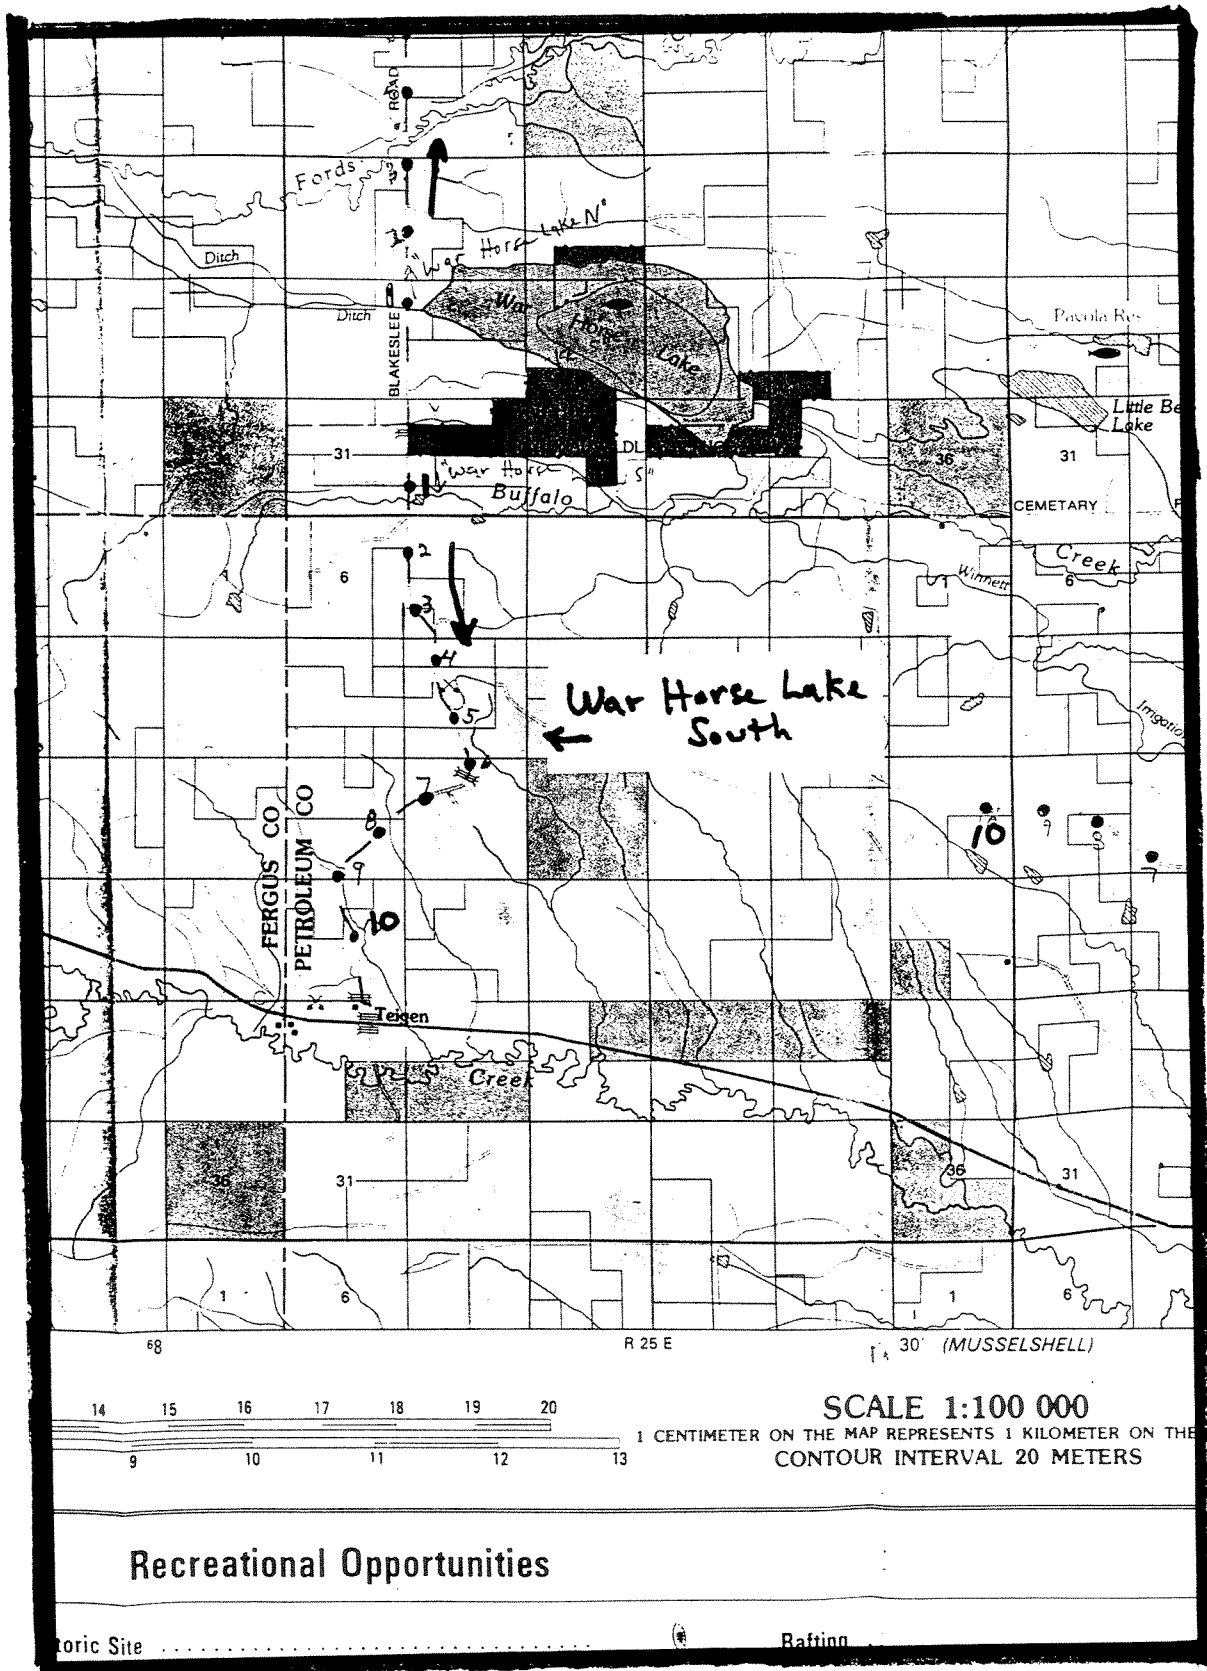 ROAD
Fords
"War Horse Lake N"
Ditch
Ditch
BLAKESLEE
War
Horse
Lake
Pavola Res
Little Be
Lake
31
36
31
"War Horse
S"
DL
Buffalo
CEMETARY
1
2
6
Creek
Winnett
6
3
4
War Horse Lake
South
5
Irrigatio
6
7
8
9
10
10
9
8
7
FERGUS CO
PETROLEUM CO
Teigen
Creek
36
31
36
31
1
6
1
6
68
R 25 E
30' (MUSSELSHELL)
14 15 16 17 18 19 20
9 10 11 12 13
SCALE 1:100 000
1 CENTIMETER ON THE MAP REPRESENTS 1 KILOMETER ON THE
CONTOUR INTERVAL 20 METERS
Recreational Opportunities
toric Site
Rafting